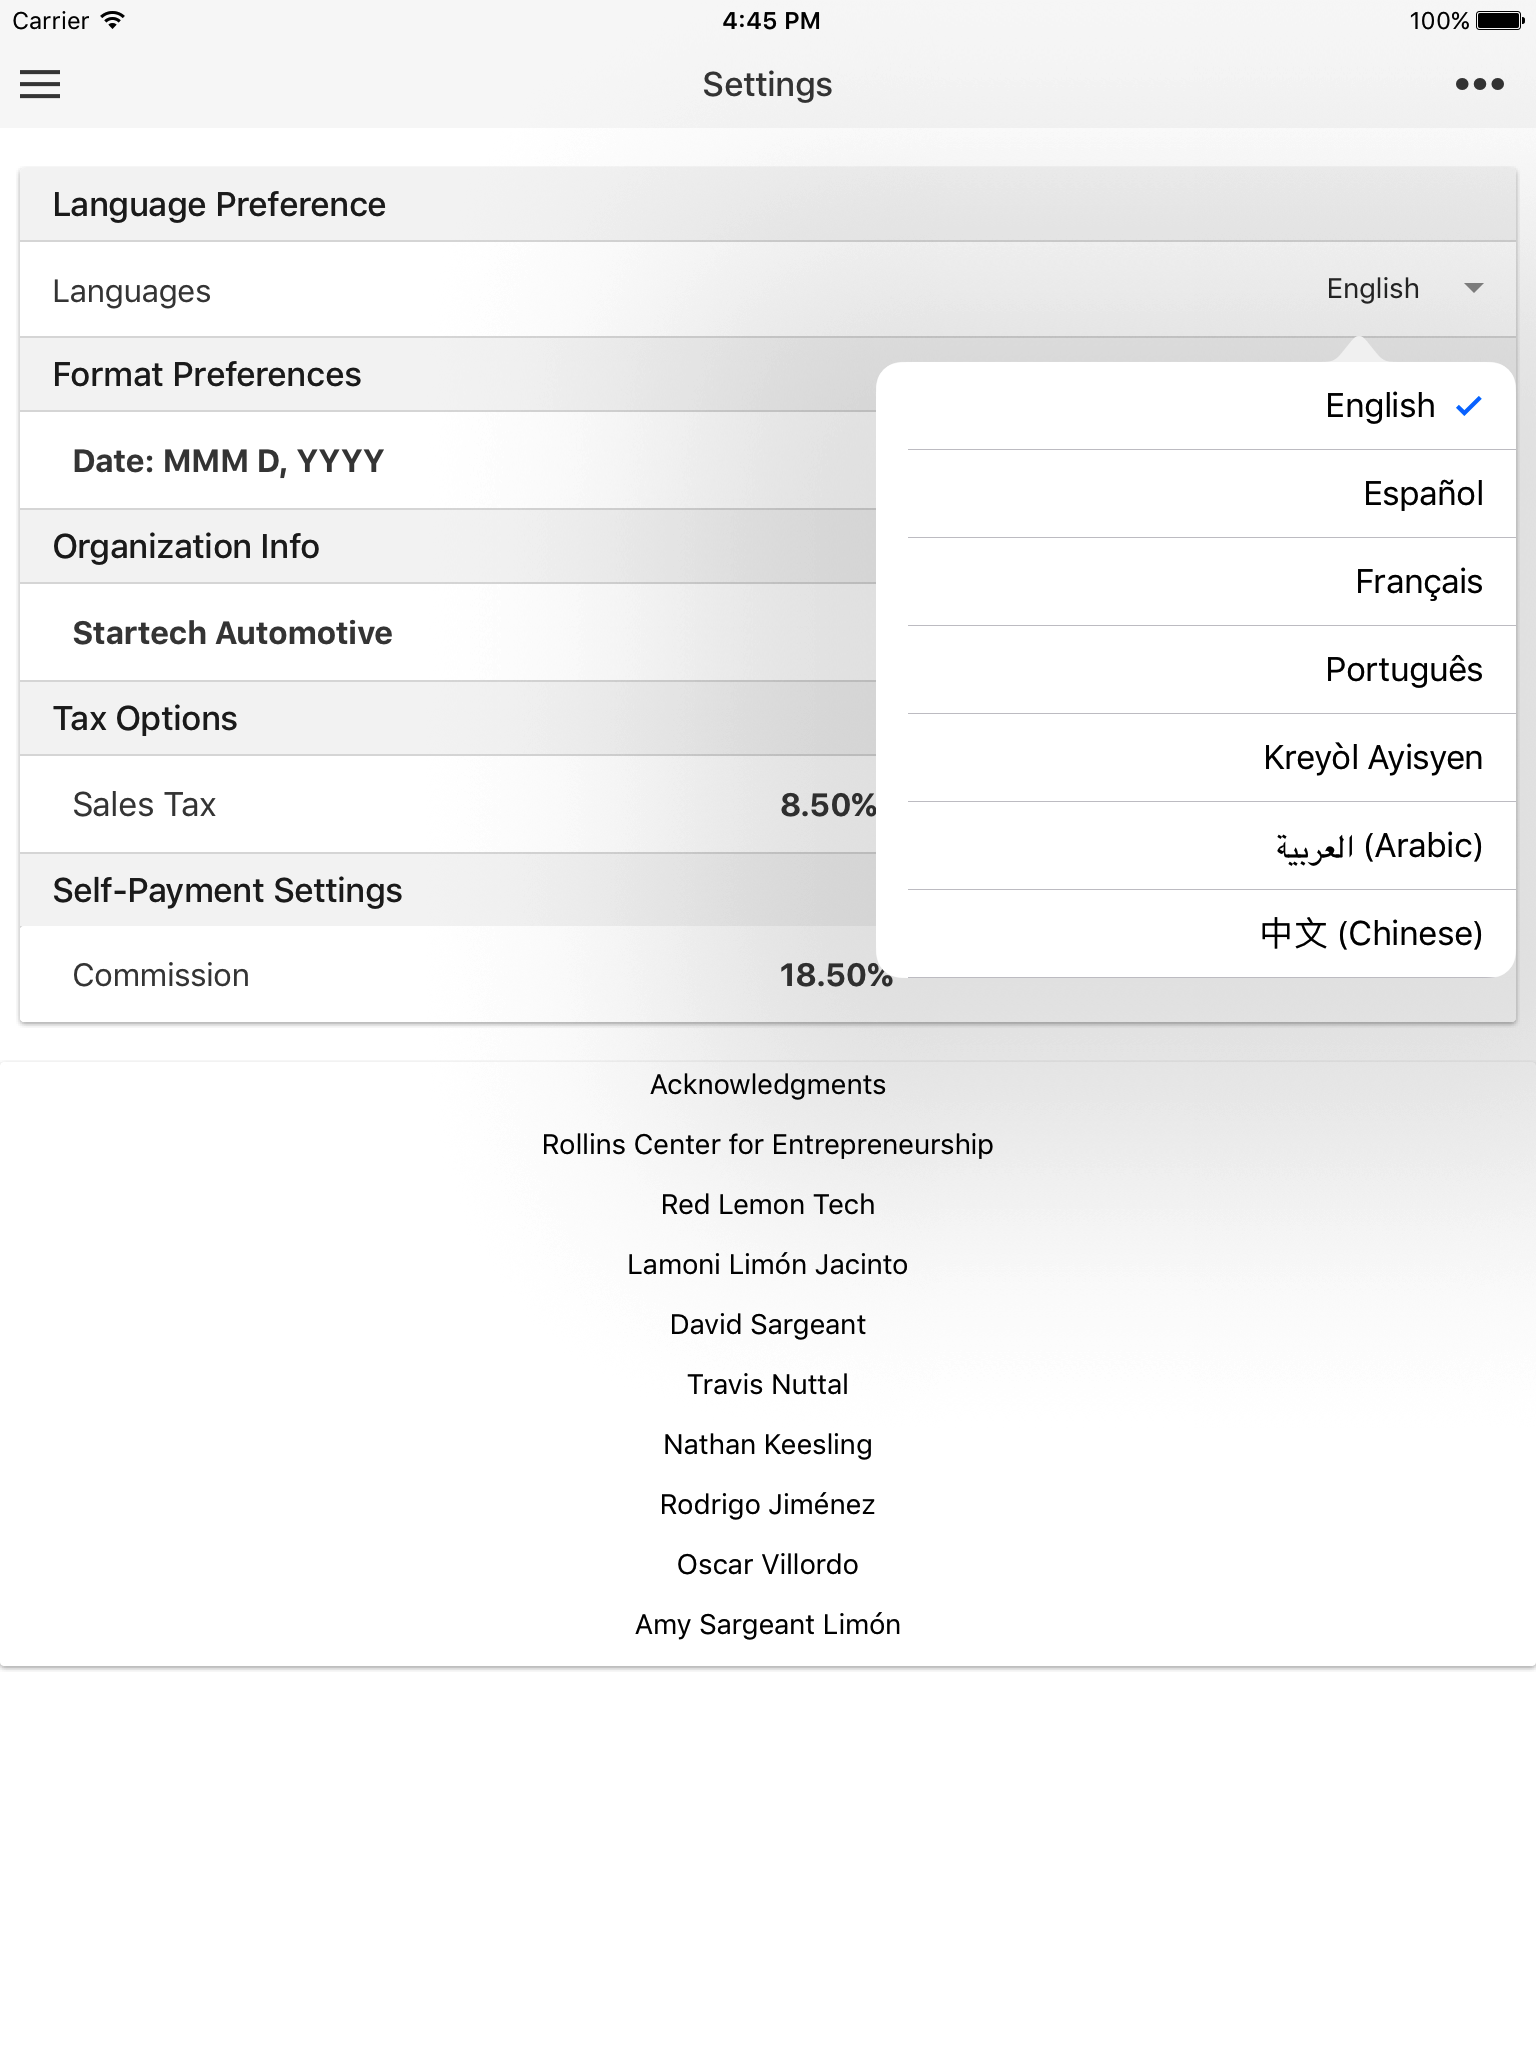 Carrier 4:45 PM 100%
Settings
Language Preference
Languages English
English
Español
Français
Português
Kreyòl Ayisyen
العربية (Arabic)
中文 (Chinese)
Format Preferences
Date: MMM D, YYYY
Organization Info
Startech Automotive
Tax Options
Sales Tax 8.50%
Self-Payment Settings
Commission 18.50%
Acknowledgments
Rollins Center for Entrepreneurship
Red Lemon Tech
Lamoni Limón Jacinto
David Sargeant
Travis Nuttal
Nathan Keesling
Rodrigo Jiménez
Oscar Villordo
Amy Sargeant Limón